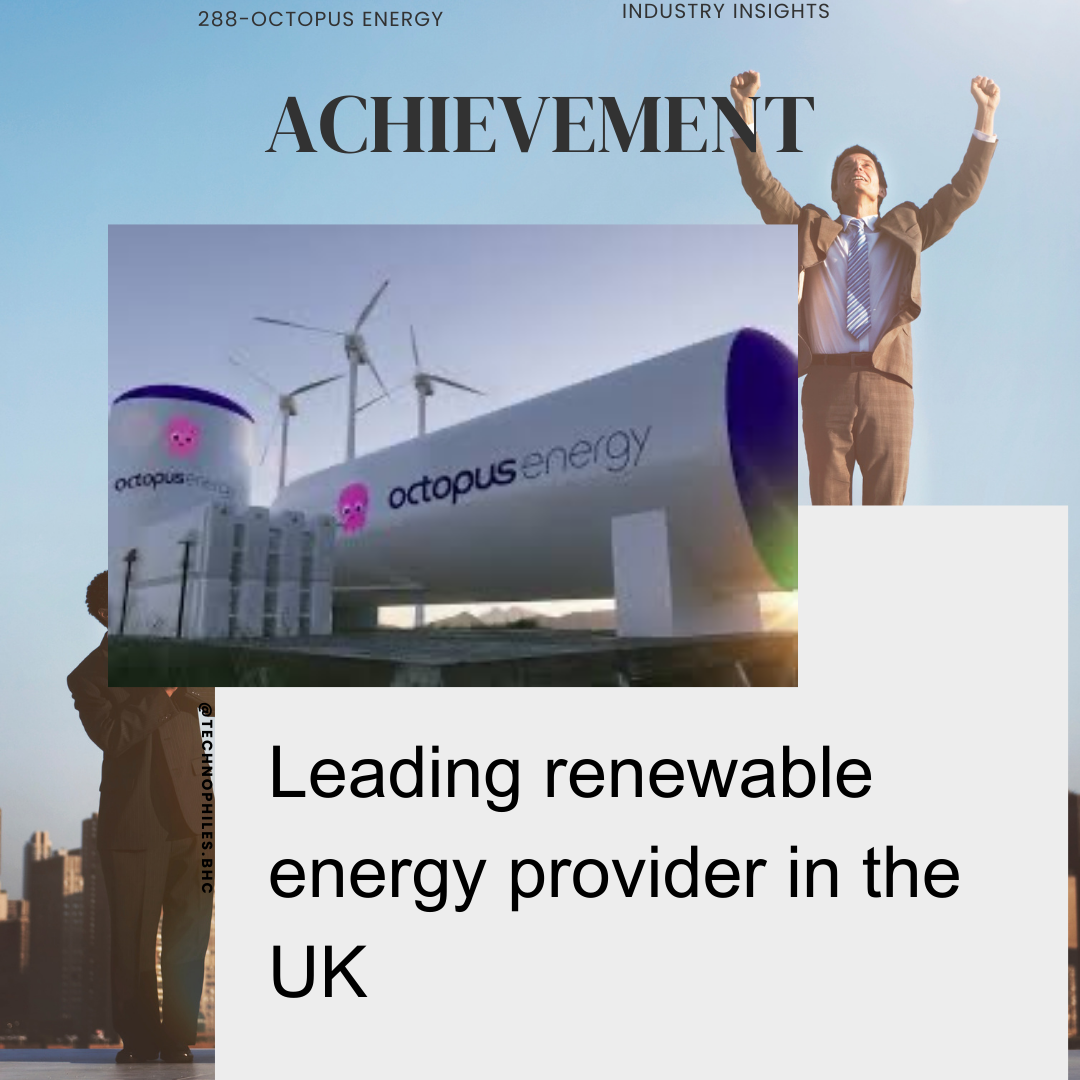 288-OCTOPUS ENERGY
INDUSTRY INSIGHTS
ACHIEVEMENT
octopusenergy
octopusenergy
@TECHNOPHILES.BHC
Leading renewable
energy provider in the
UK